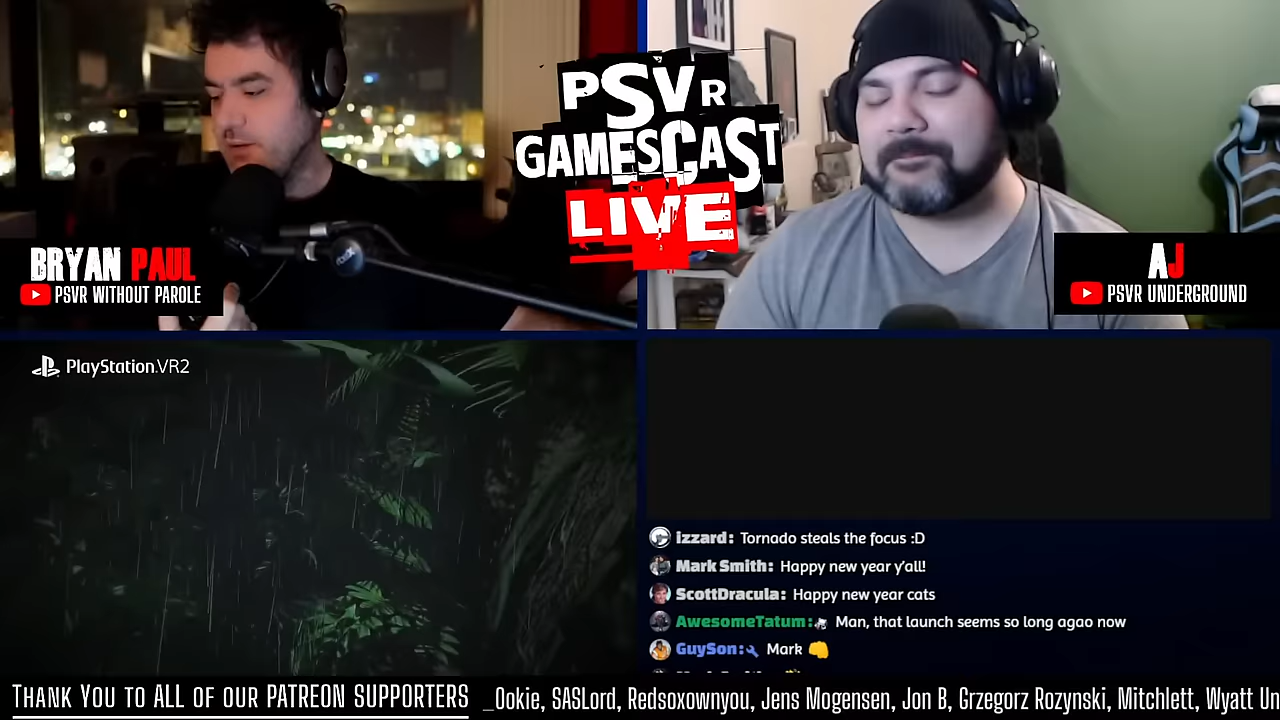 PSVR
GAMESCAST
LIVE
BRYAN PAUL
PSVR WITHOUT PAROLE
AJ
PSVR UNDERGROUND
PlayStation.VR2
izzard: Tornado steals the focus :D
Mark Smith: Happy new year y'all!
ScottDracula: Happy new year cats
AwesomeTatum: Man, that launch seems so long agao now
GuySon: Mark 👊
THANK YOU TO ALL OF OUR PATREON SUPPORTERS _Ookie, SASLord, Redsoxownyou, Jens Mogensen, Jon B, Grzegorz Rozynski, Mitchlett, Wyatt Un